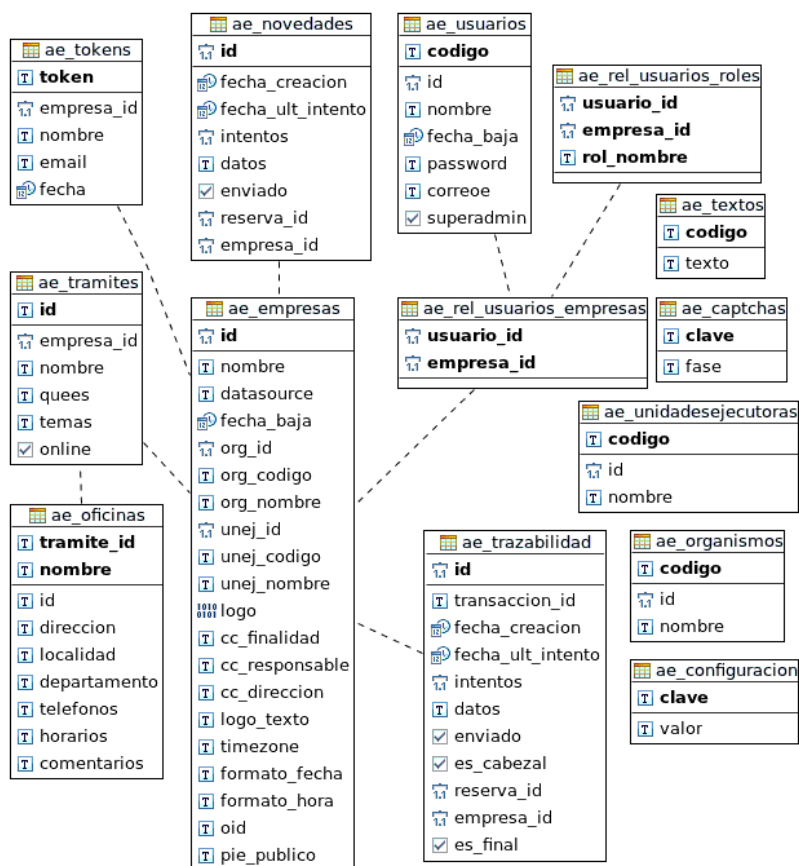 ae_tokens
token
empresa_id
nombre
email
fecha
ae_novedades
id
fecha_creacion
fecha_ult_intento
intentos
datos
enviado
reserva_id
empresa_id
ae_usuarios
codigo
id
nombre
fecha_baja
password
correoe
superadmin
ae_rel_usuarios_roles
usuario_id
empresa_id
rol_nombre
ae_textos
codigo
texto
ae_tramites
id
empresa_id
nombre
quees
temas
online
ae_empresas
id
nombre
datasource
fecha_baja
org_id
org_codigo
org_nombre
unej_id
unej_codigo
unej_nombre
logo
cc_finalidad
cc_responsable
cc_direccion
logo_texto
timezone
formato_fecha
formato_hora
oid
pie_publico
ae_rel_usuarios_empresas
usuario_id
empresa_id
ae_captchas
clave
fase
ae_unidadesejecutoras
codigo
id
nombre
ae_oficinas
tramite_id
nombre
id
direccion
localidad
departamento
telefonos
horarios
comentarios
ae_trazabilidad
id
transaccion_id
fecha_creacion
fecha_ult_intento
intentos
datos
enviado
es_cabezal
reserva_id
empresa_id
es_final
ae_organismos
codigo
id
nombre
ae_configuracion
clave
valor